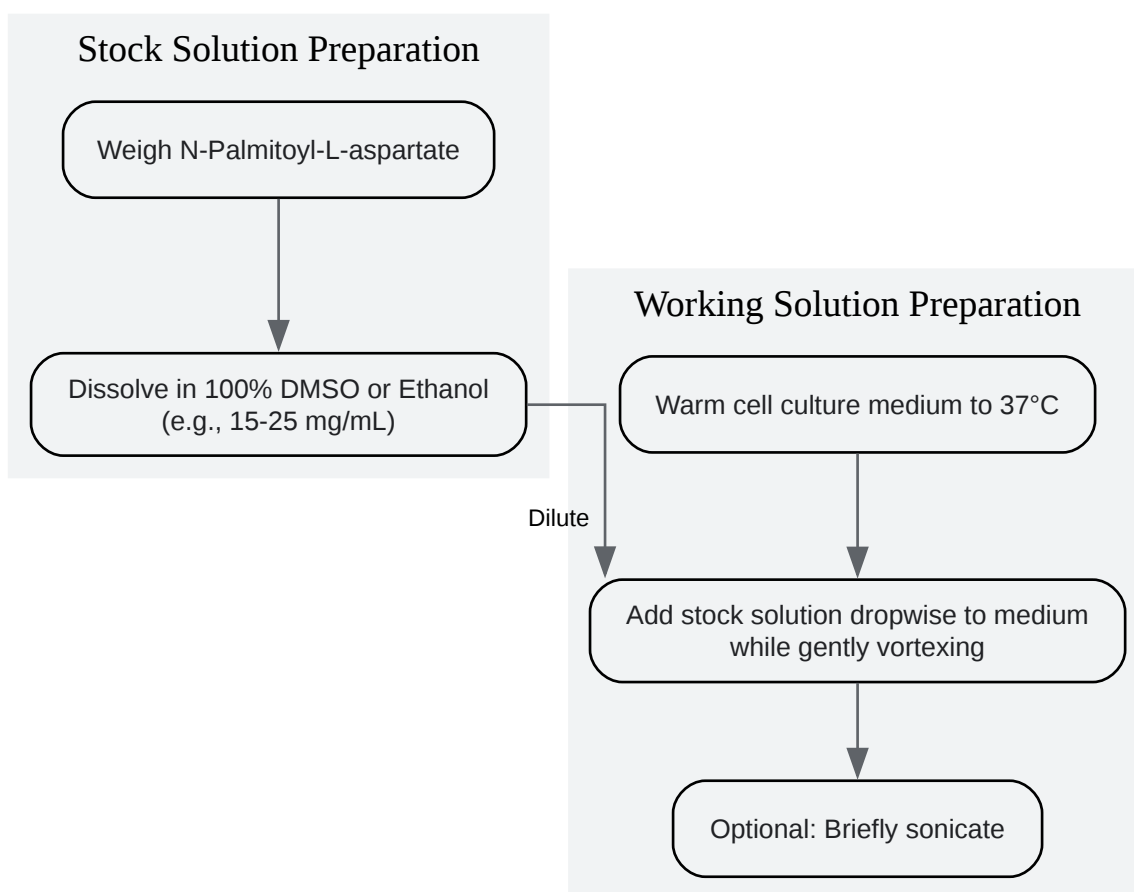 Stock Solution Preparation
Weigh N-Palmitoyl-L-aspartate
Dissolve in 100% DMSO or Ethanol
(e.g., 15-25 mg/mL)
Dilute
Working Solution Preparation
Warm cell culture medium to 37°C
Add stock solution dropwise to medium
while gently vortexing
Optional: Briefly sonicate